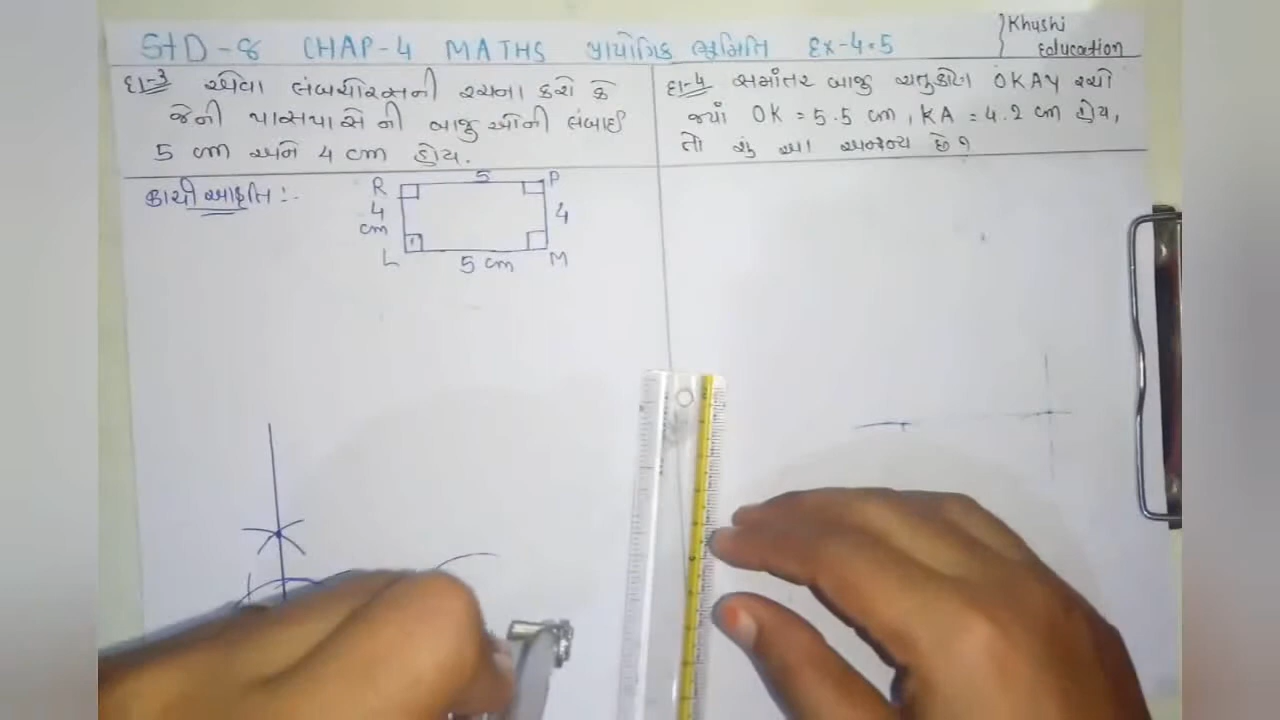 STD-8 CHAP-4 MATHS પ્રાયોગિક ભૂમિતિ Ex-4.5
Khushi
Education
દા-3 એવા લંબચોરસની રચના કરો કે
જેની પાસપાસેની બાજુઓની લંબાઈ
5 cm અને 4 cm હોય.
દા-4 સમાંતર બાજુ ચતુષ્કોણ OKAY રચો
જ્યાં OK = 5.5 cm, KA = 4.2 cm હોય,
તો શું આ અનન્ય છે?
કાચી આકૃતિ :-
R 5 P
4 cm 4
L 5 cm M